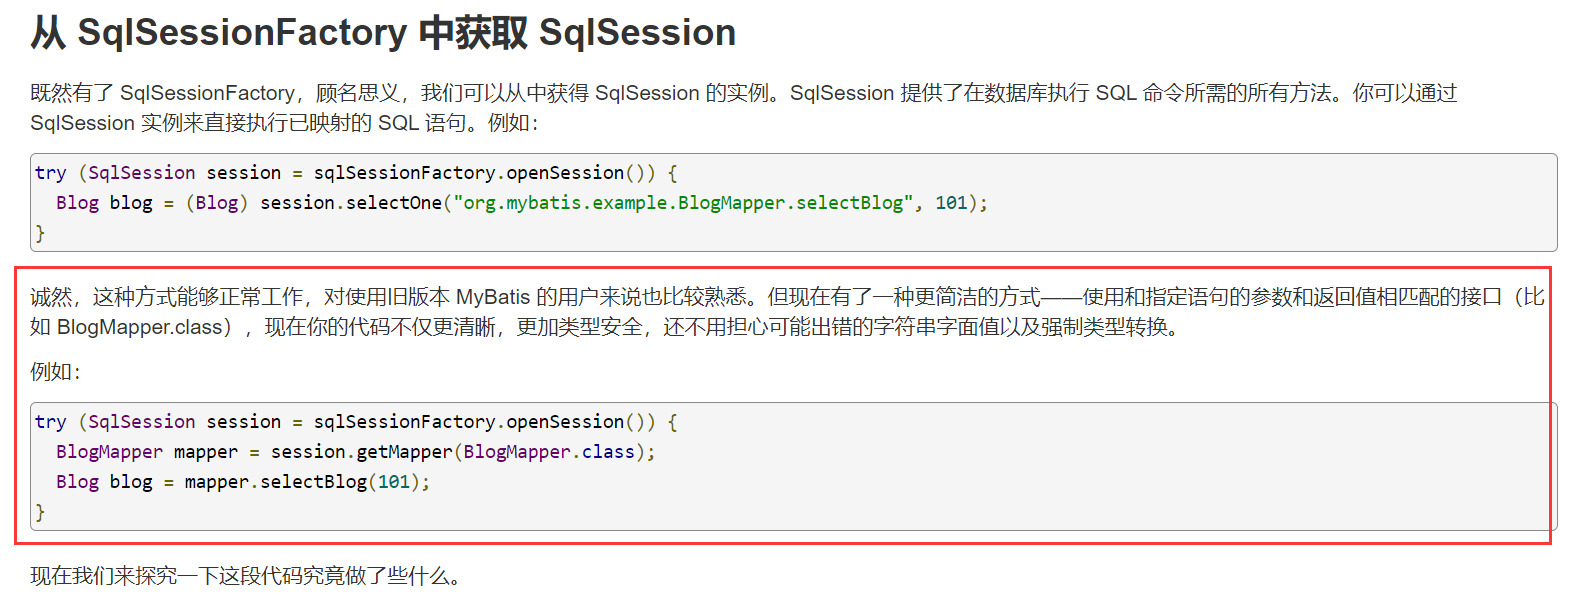 从 SqlSessionFactory 中获取 SqlSession
既然有了 SqlSessionFactory，顾名思义，我们可以从中获得 SqlSession 的实例。SqlSession 提供了在数据库执行 SQL 命令所需的所有方法。你可以通过
SqlSession 实例来直接执行已映射的 SQL 语句。例如：
try (SqlSession session = sqlSessionFactory.openSession()) {
  Blog blog = (Blog) session.selectOne("org.mybatis.example.BlogMapper.selectBlog", 101);
}
诚然，这种方式能够正常工作，对使用旧版本 MyBatis 的用户来说也比较熟悉。但现在有了一种更简洁的方式——使用和指定语句的参数和返回值相匹配的接口（比
如 BlogMapper.class），现在你的代码不仅更清晰，更加类型安全，还不用担心可能出错的字符串字面值以及强制类型转换。
例如：
try (SqlSession session = sqlSessionFactory.openSession()) {
  BlogMapper mapper = session.getMapper(BlogMapper.class);
  Blog blog = mapper.selectBlog(101);
}
现在我们来探究一下这段代码究竟做了些什么。